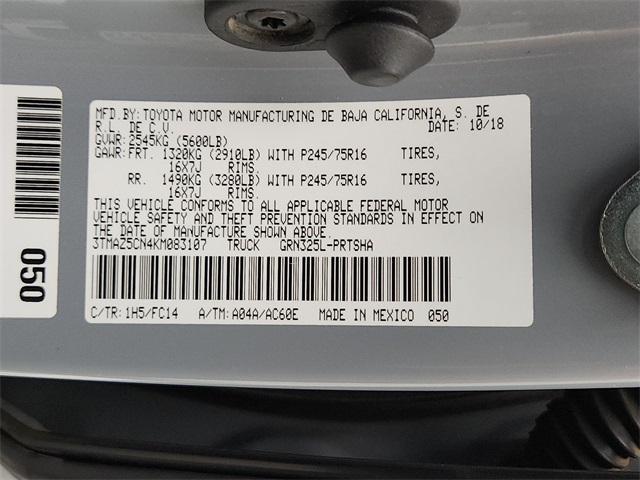 MFD.BY:TOYOTA MOTOR MANUFACTURING DE BAJA CALIFORNIA, S. DE
R.L. DE C.V. DATE: 10/18
GVWR:2545KG (5600LB)
GAWR:FRT. 1320KG (2910LB) WITH P245/75R16 TIRES,
16X7J RIMS.
RR. 1490KG (3280LB) WITH P245/75R16 TIRES,
16X7J RIMS.
THIS VEHICLE CONFORMS TO ALL APPLICABLE FEDERAL MOTOR
VEHICLE SAFETY AND THEFT PREVENTION STANDARDS IN EFFECT ON
THE DATE OF MANUFACTURE SHOWN ABOVE.
3TMAZ5CN4KM083107 TRUCK GRN325L-PRTSHA
C/TR: 1H5/FC14 A/TM: A04A/AC60E MADE IN MEXICO 050
050